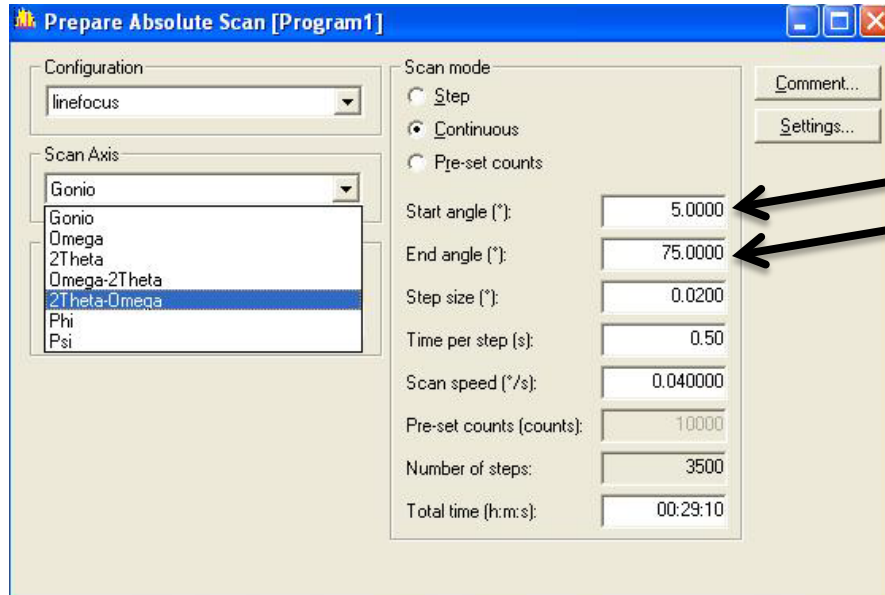 Prepare Absolute Scan [Program1]
Configuration
linefocus
Scan Axis
Gonio
Gonio
Omega
2Theta
Omega-2Theta
2Theta-Omega
Phi
Psi
Scan mode
Step
Continuous
Pre-set counts
Start angle (°): 5.0000
End angle (°): 75.0000
Step size (°): 0.0200
Time per step (s): 0.50
Scan speed (°/s): 0.040000
Pre-set counts (counts): 10000
Number of steps: 3500
Total time (h:m:s): 00:29:10
Comment...
Settings...